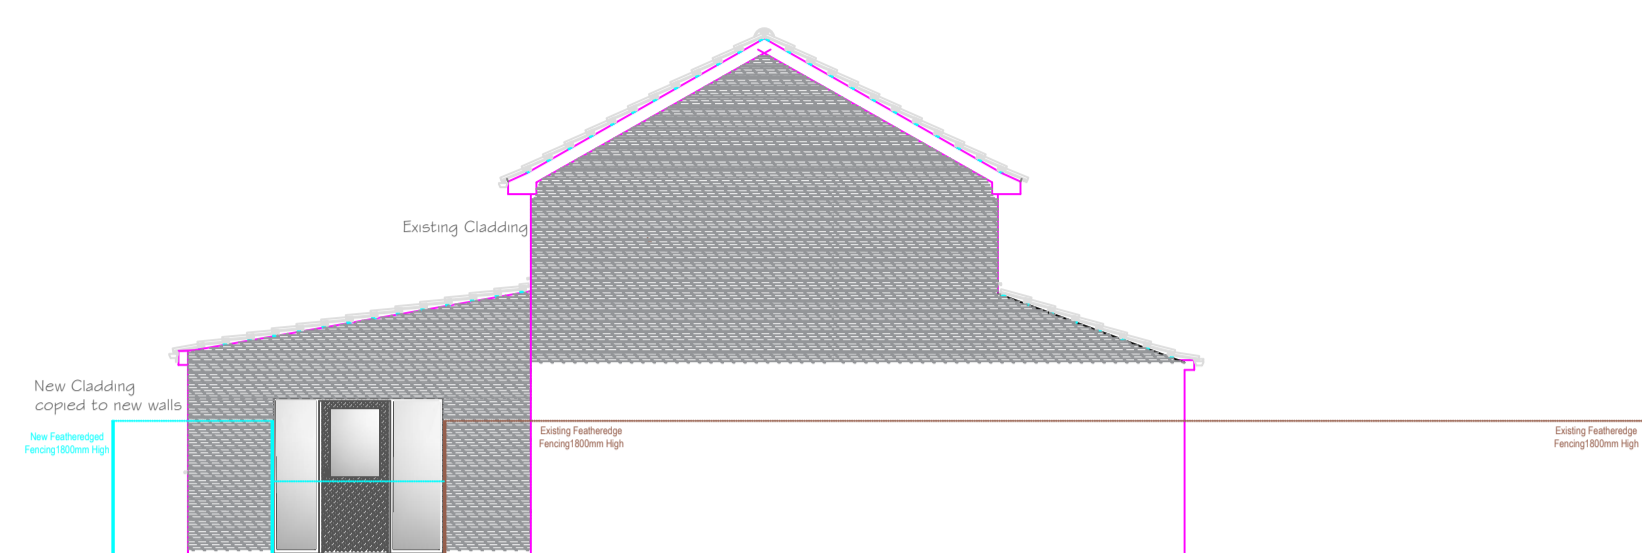 Existing Cladding
New Cladding
copied to new walls
New Featheredged
Fencing1800mm High
Existing Featheredge
Fencing1800mm High
Existing Featheredge
Fencing1800mm High